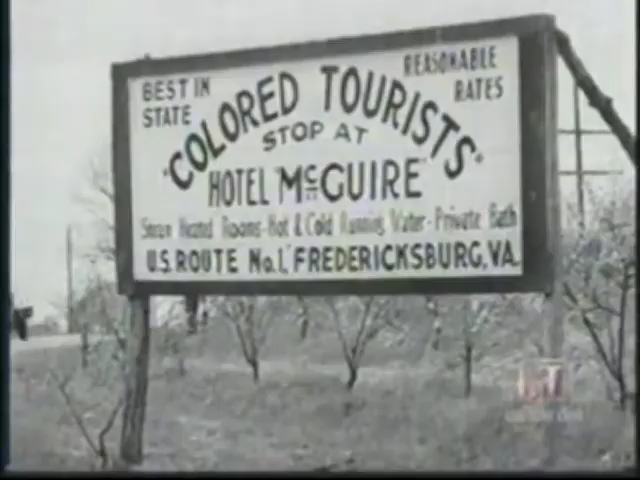 BEST IN
STATE
REASONABLE
RATES
"COLORED TOURISTS"
STOP AT
HOTEL "McGUIRE"
Steam Heated Rooms-Hot & Cold Running Water-Private Bath
U.S. ROUTE No.1, FREDERICKSBURG, VA.